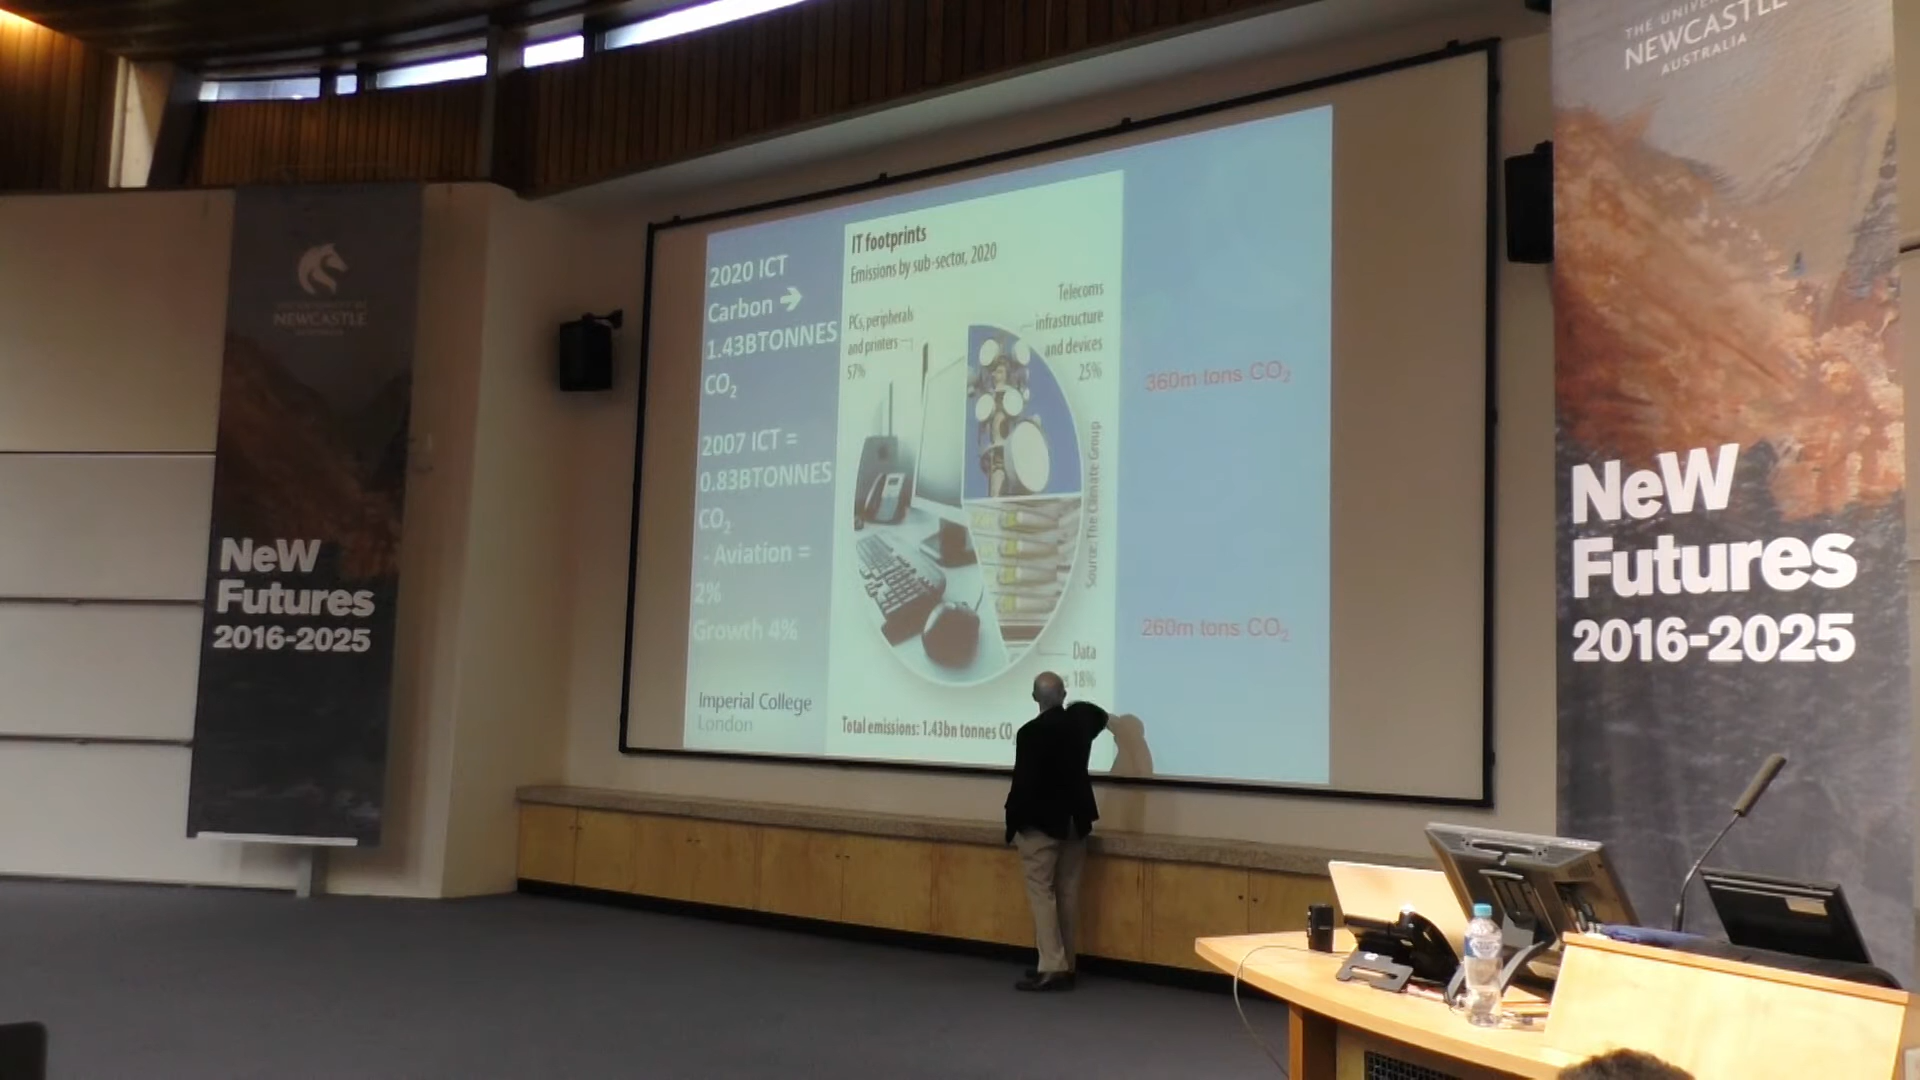 THE UNIVERSITY OF
NEWCASTLE
NeW
Futures
2016-2025
2020 ICT
Carbon ➔
1.43BTONNES
CO2
2007 ICT =
0.83BTONNES
CO2
- Aviation =
2%
Growth 4%
Imperial College
London
IT footprints
Emissions by sub-sector, 2020
PCs, peripherals
and printers
57%
Telecoms
infrastructure
and devices
25%
Source: The Climate Group
Data
18%
Total emissions: 1.43bn tonnes CO
360m tons CO2
260m tons CO2
NEWCASTLE
AUSTRALIA
NeW
Futures
2016-2025